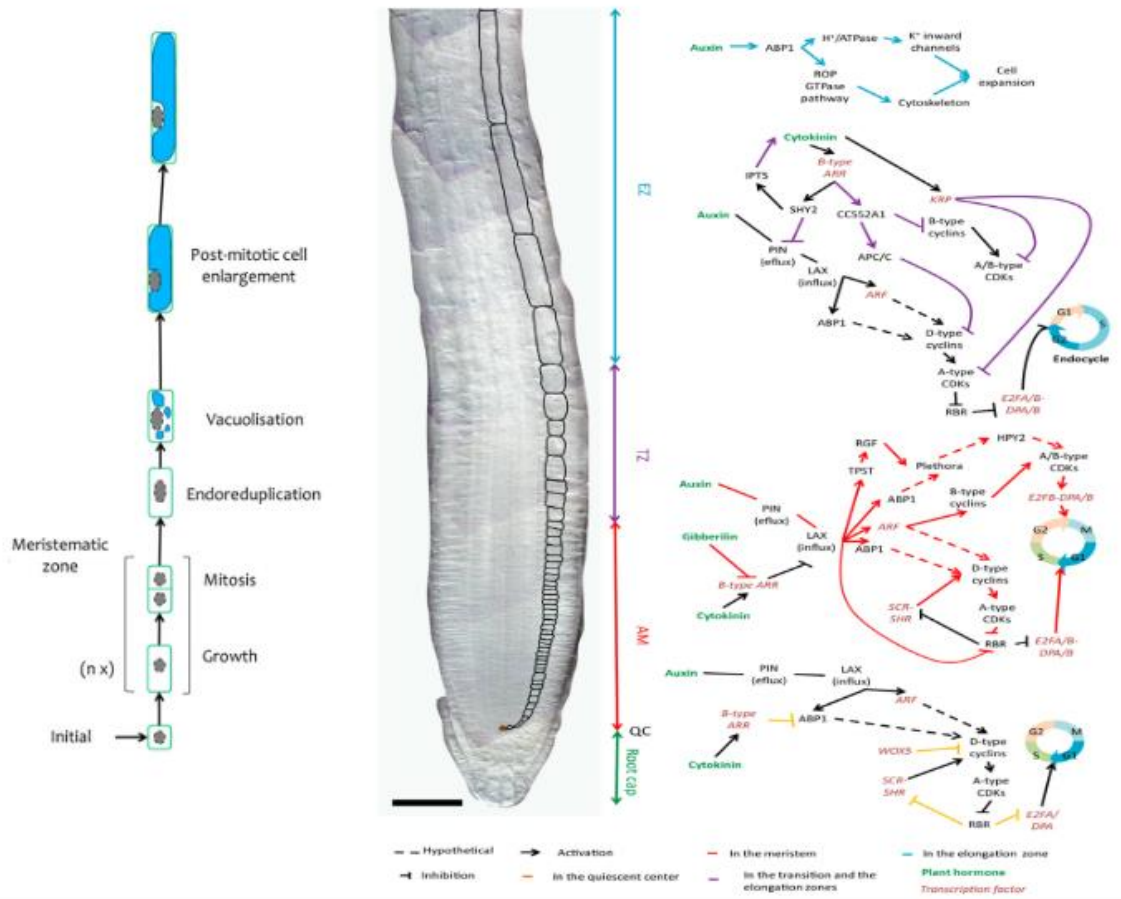 Post-mitotic cell
enlargement
Vacuolisation
Endoreduplication
Meristematic
zone
Mitosis
(n x)
Growth
Initial
EZ
TZ
AM
QC
Root cap
Auxin
ABP1
H⁺/ATPase
K⁺ inward
channels
ROP
GTPase
pathway
Cytoskeleton
Cell
expansion
Cytokinin
B-type
ARR
IPT5
SHY2
CCS52A1
KRP
B-type
cyclins
A/B-type
CDKs
Auxin
PIN
(eflux)
LAX
(influx)
APC/C
ARF
ABP1
D-type
cyclins
A-type
CDKs
RBR
E2FA/B-
DPA/B
G1
S
G2
Endocycle
RGF
TPST
Plethora
HPY2
A/B-type
CDKs
Auxin
PIN
(eflux)
LAX
(influx)
ABP1
ARF
ABP1
B-type
cyclins
E2FB-DPA/B
G2
M
S
G1
Gibberilin
B-type ARR
Cytokinin
D-type
cyclins
SCR-
SHR
A-type
CDKs
RBR
E2FA/B-
DPA/B
Auxin
PIN
(eflux)
LAX
(influx)
ARF
B-type
ARR
ABP1
Cytokinin
WOX5
D-type
cyclins
SCR-
SHR
A-type
CDKs
RBR
E2FA/
DPA
G2
M
S
G1
Hypothetical
Activation
In the meristem
In the elongation zone
Inhibition
In the quiescent center
In the transition and the
elongation zones
Plant hormone
Transcription factor